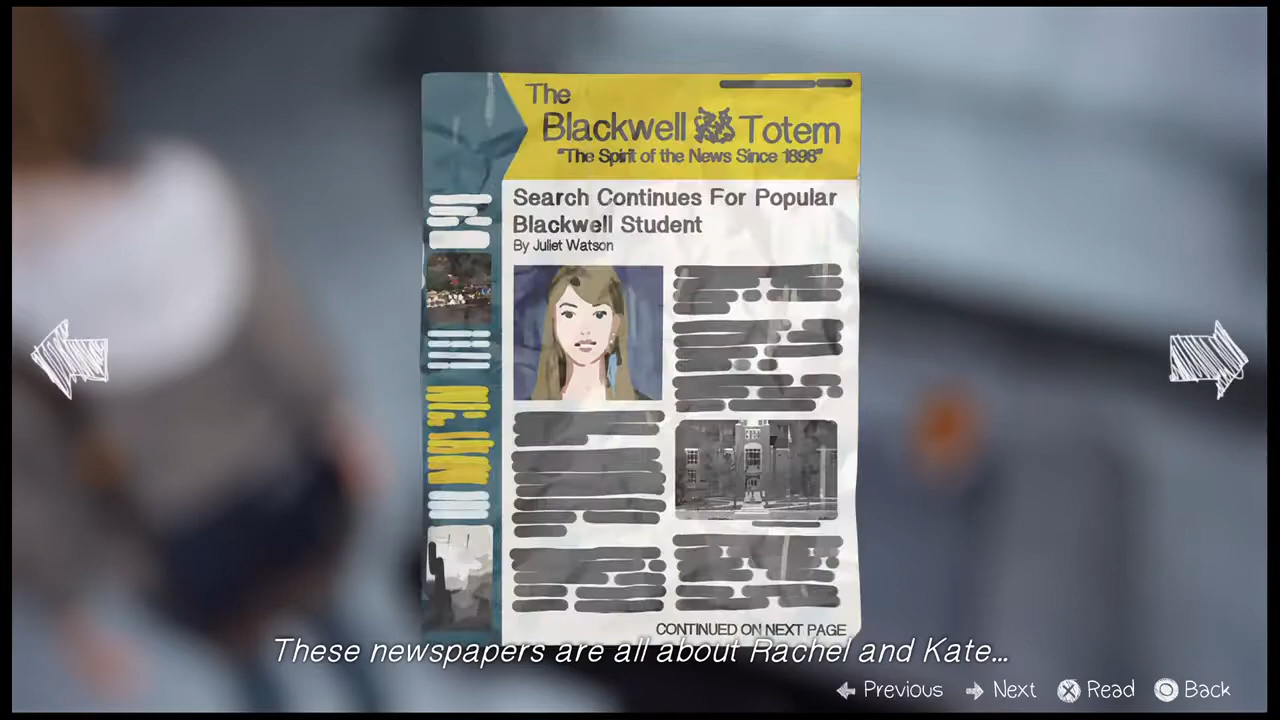 The
Blackwell Totem
"The Spirit of the News Since 1898"
Search Continues For Popular
Blackwell Student
By Juliet Watson
CONTINUED ON NEXT PAGE
These newspapers are all about Rachel and Kate...
Previous Next Read Back